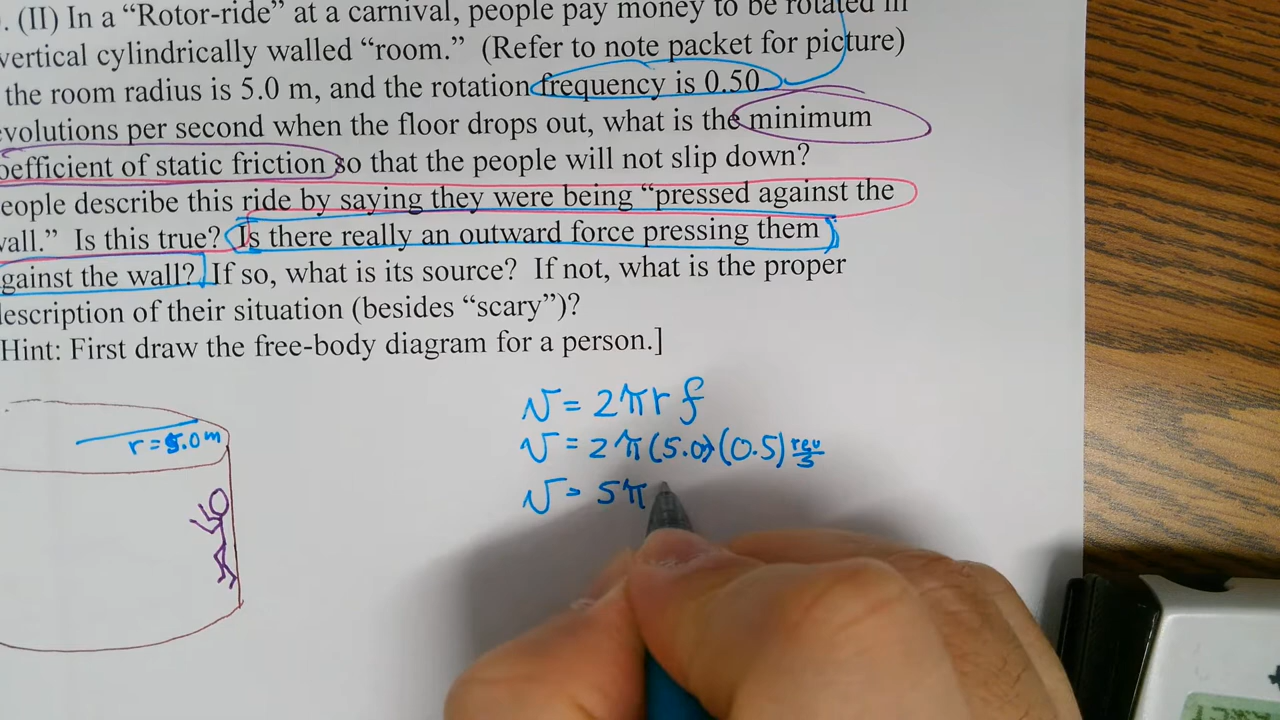 . (II) In a “Rotor-ride” at a carnival, people pay money to be rotated in
vertical cylindrically walled “room.” (Refer to note packet for picture)
the room radius is 5.0 m, and the rotation frequency is 0.50
evolutions per second when the floor drops out, what is the minimum
oefficient of static friction so that the people will not slip down?
eople describe this ride by saying they were being “pressed against the
wall.” Is this true? Is there really an outward force pressing them
gainst the wall? If so, what is its source? If not, what is the proper
description of their situation (besides “scary”)?
Hint: First draw the free-body diagram for a person.]
v = 2πr f
r = 5.0 m
v = 2π(5.0)(0.5) rev/s
v = 5π